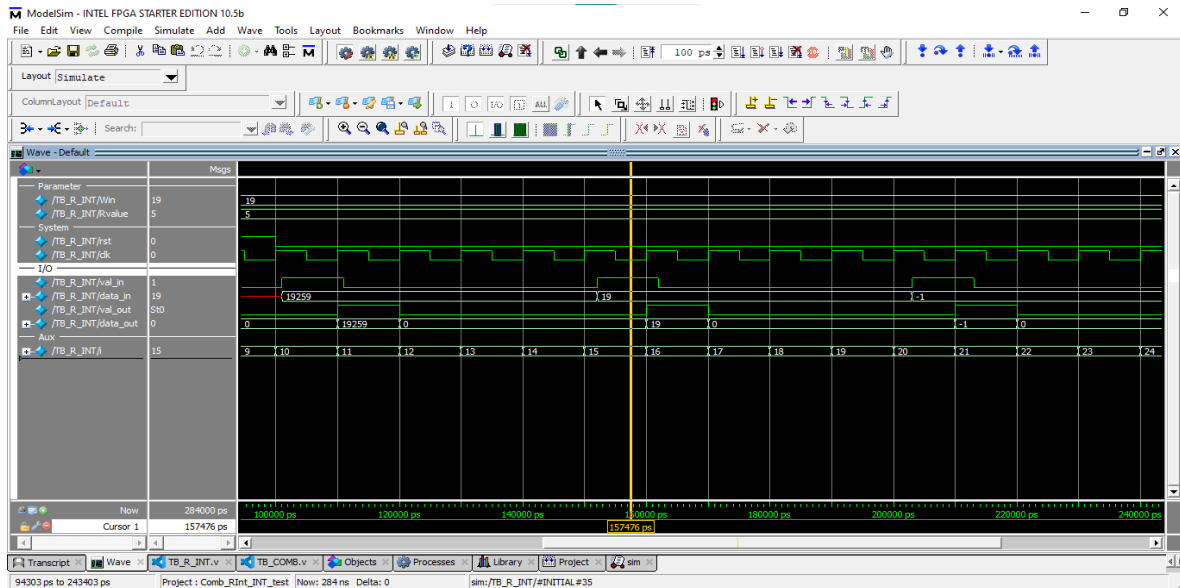 ModelSim - INTEL FPGA STARTER EDITION 10.5b
File Edit View Compile Simulate Add Wave Tools Layout Bookmarks Window Help
100 ps
Layout Simulate
ColumnLayout Default
ALL
Search:
Wave - Default
Msgs
Parameter
/TB_R_INT/Win 19 19
/TB_R_INT/Rvalue 5 5
System
/TB_R_INT/rst 0
/TB_R_INT/clk 0
I/O
/TB_R_INT/val_in 1
/TB_R_INT/data_in 19 19259 19 -1
/TB_R_INT/val_out St0
/TB_R_INT/data_out 0 0 19259 0 19 0 -1 0
Aux
/TB_R_INT/i 15 9 10 11 12 13 14 15 16 17 18 19 20 21 22 23 24
Now 284000 ps 100000 ps 120000 ps 140000 ps 160000 ps 180000 ps 200000 ps 220000 ps 240000 ps
Cursor 1 157476 ps 157476 ps
Transcript Wave TB_R_INT.v TB_COMB.v Objects Processes Library Project sim
94303 ps to 243403 ps Project : Comb_RInt_INT_test Now: 284 ns Delta: 0 sim:/TB_R_INT/#INITIAL#35